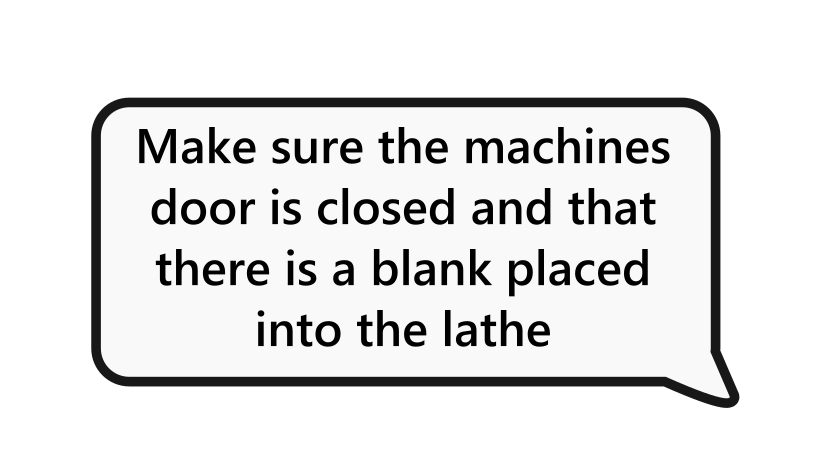 Make sure the machines
door is closed and that
there is a blank placed
into the lathe